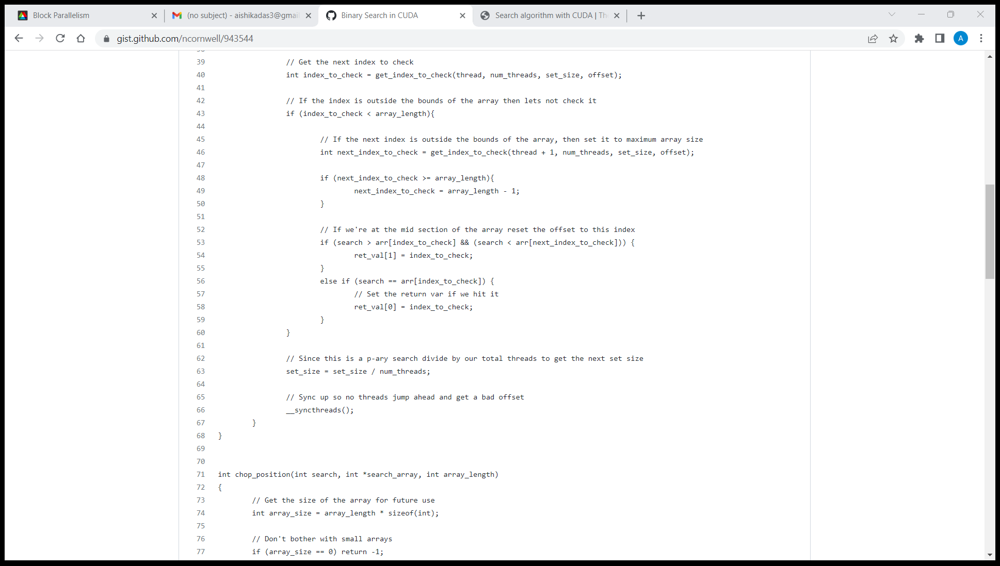 Block Parallelism
(no subject) - aishikadas3@gmai
Binary Search in CUDA
Search algorithm with CUDA | Th
gist.github.com/ncornwell/943544
A
39 // Get the next index to check
40 int index_to_check = get_index_to_check(thread, num_threads, set_size, offset);
41
42 // If the index is outside the bounds of the array then lets not check it
43 if (index_to_check < array_length){
44
45 // If the next index is outside the bounds of the array, then set it to maximum array size
46 int next_index_to_check = get_index_to_check(thread + 1, num_threads, set_size, offset);
47
48 if (next_index_to_check >= array_length){
49 next_index_to_check = array_length - 1;
50 }
51
52 // If we're at the mid section of the array reset the offset to this index
53 if (search > arr[index_to_check] && (search < arr[next_index_to_check])) {
54 ret_val[1] = index_to_check;
55 }
56 else if (search == arr[index_to_check]) {
57 // Set the return var if we hit it
58 ret_val[0] = index_to_check;
59 }
60 }
61
62 // Since this is a p-ary search divide by our total threads to get the next set size
63 set_size = set_size / num_threads;
64
65 // Sync up so no threads jump ahead and get a bad offset
66 __syncthreads();
67 }
68 }
69
70
71 int chop_position(int search, int *search_array, int array_length)
72 {
73 // Get the size of the array for future use
74 int array_size = array_length * sizeof(int);
75
76 // Don't bother with small arrays
77 if (array_size == 0) return -1;